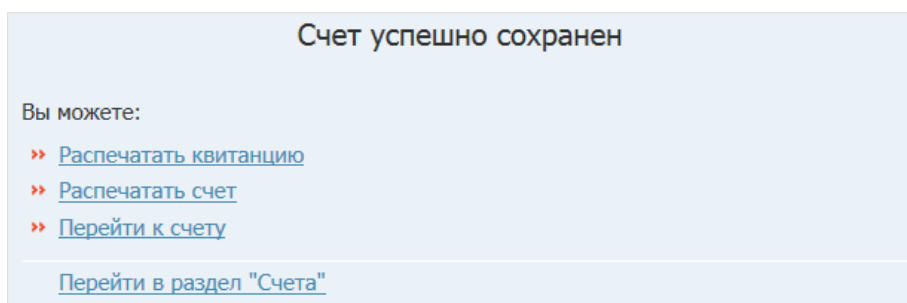 Счет успешно сохранен
Вы можете:
Распечатать квитанцию
Распечатать счет
Перейти к счету
Перейти в раздел "Счета"